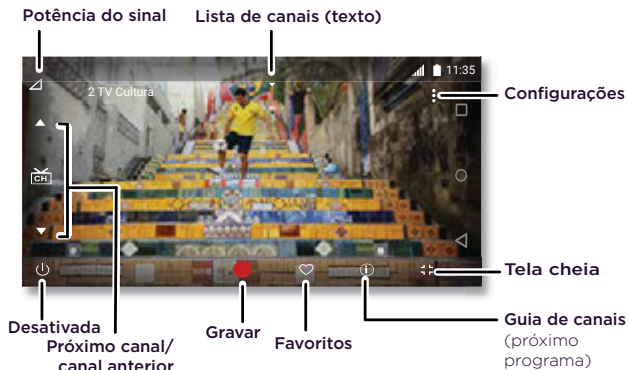 Potência do sinal
Lista de canais (texto)
11:35
2 TV Cultura
Configurações
CH
Tela cheia
Desativada
Próximo canal/
canal anterior
Gravar
Favoritos
Guia de canais
(próximo
programa)